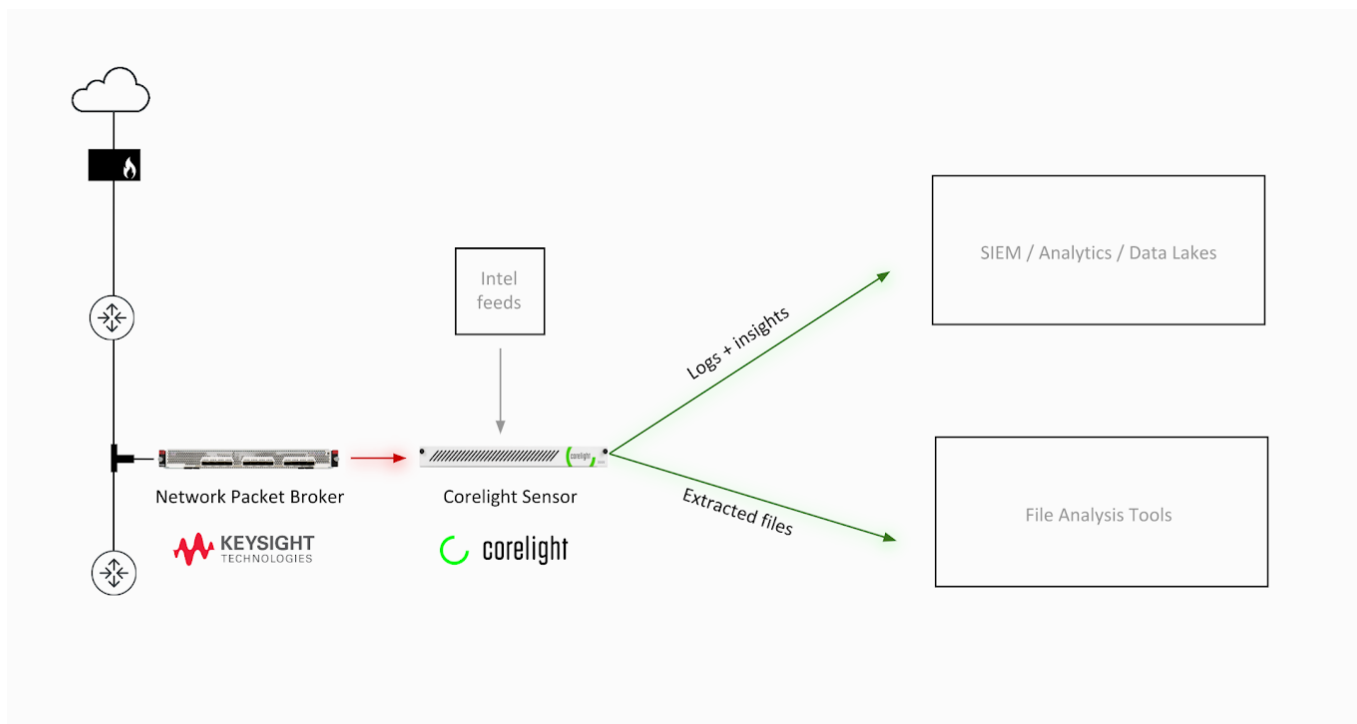 Intel
feeds
SIEM / Analytics / Data Lakes
Logs + insights
corelight
Network Packet Broker
Corelight Sensor
Extracted files
File Analysis Tools
KEYSIGHT
TECHNOLOGIES
corelight